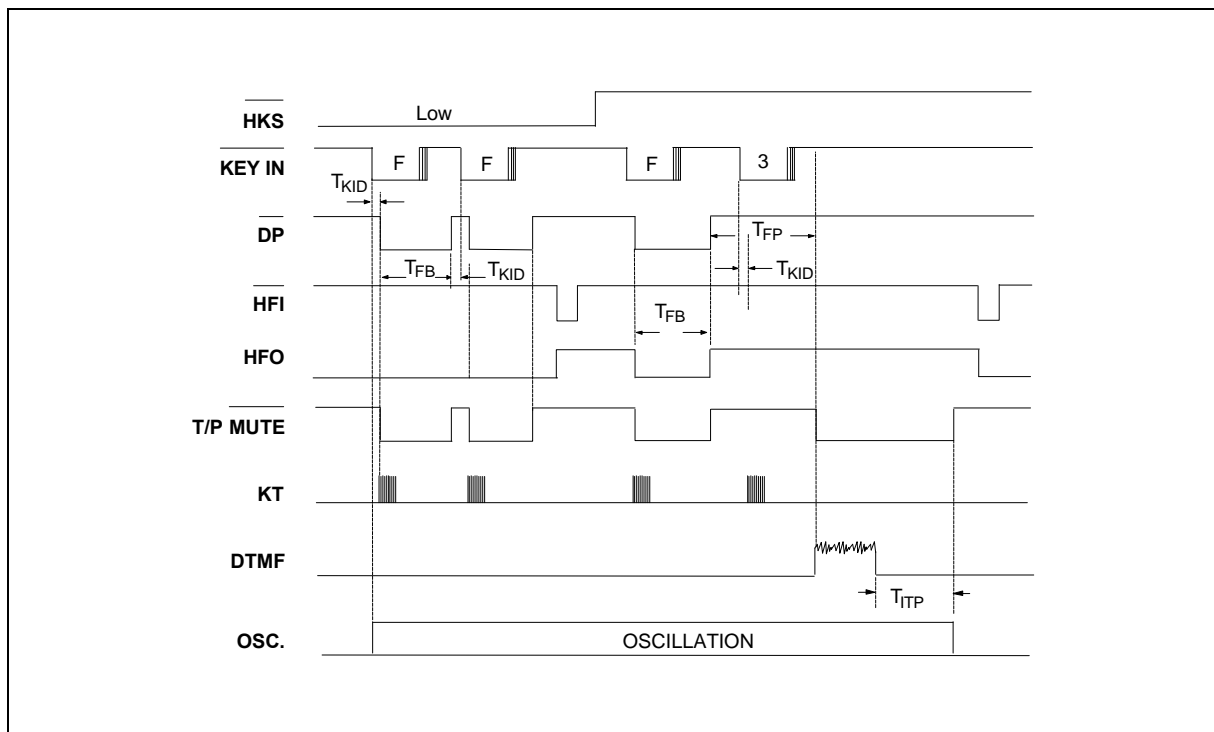 HKS
Low
KEY IN
F
F
F
3
TKID
DP
TFP
TFB
TKID
TKID
HFI
TFB
HFO
T/P MUTE
KT
DTMF
TITP
OSC.
OSCILLATION